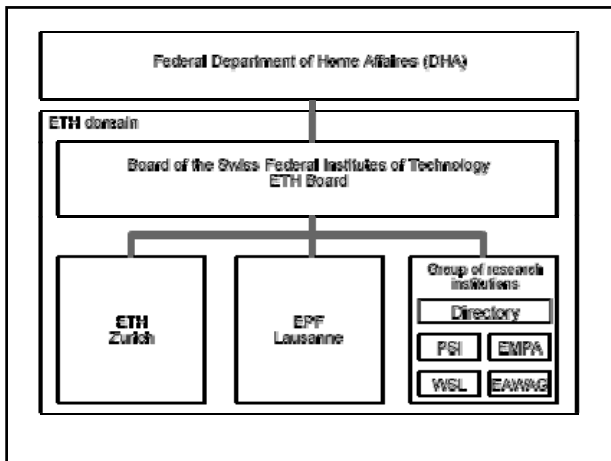 Federal Department of Home Affaires (DHA)
ETH domain
Board of the Swiss Federal Institutes of Technology
ETH Board
ETH
Zurich
EPF
Lausanne
Group of research
institutions
Directory
PSI
EMPA
WSL
EAWAG